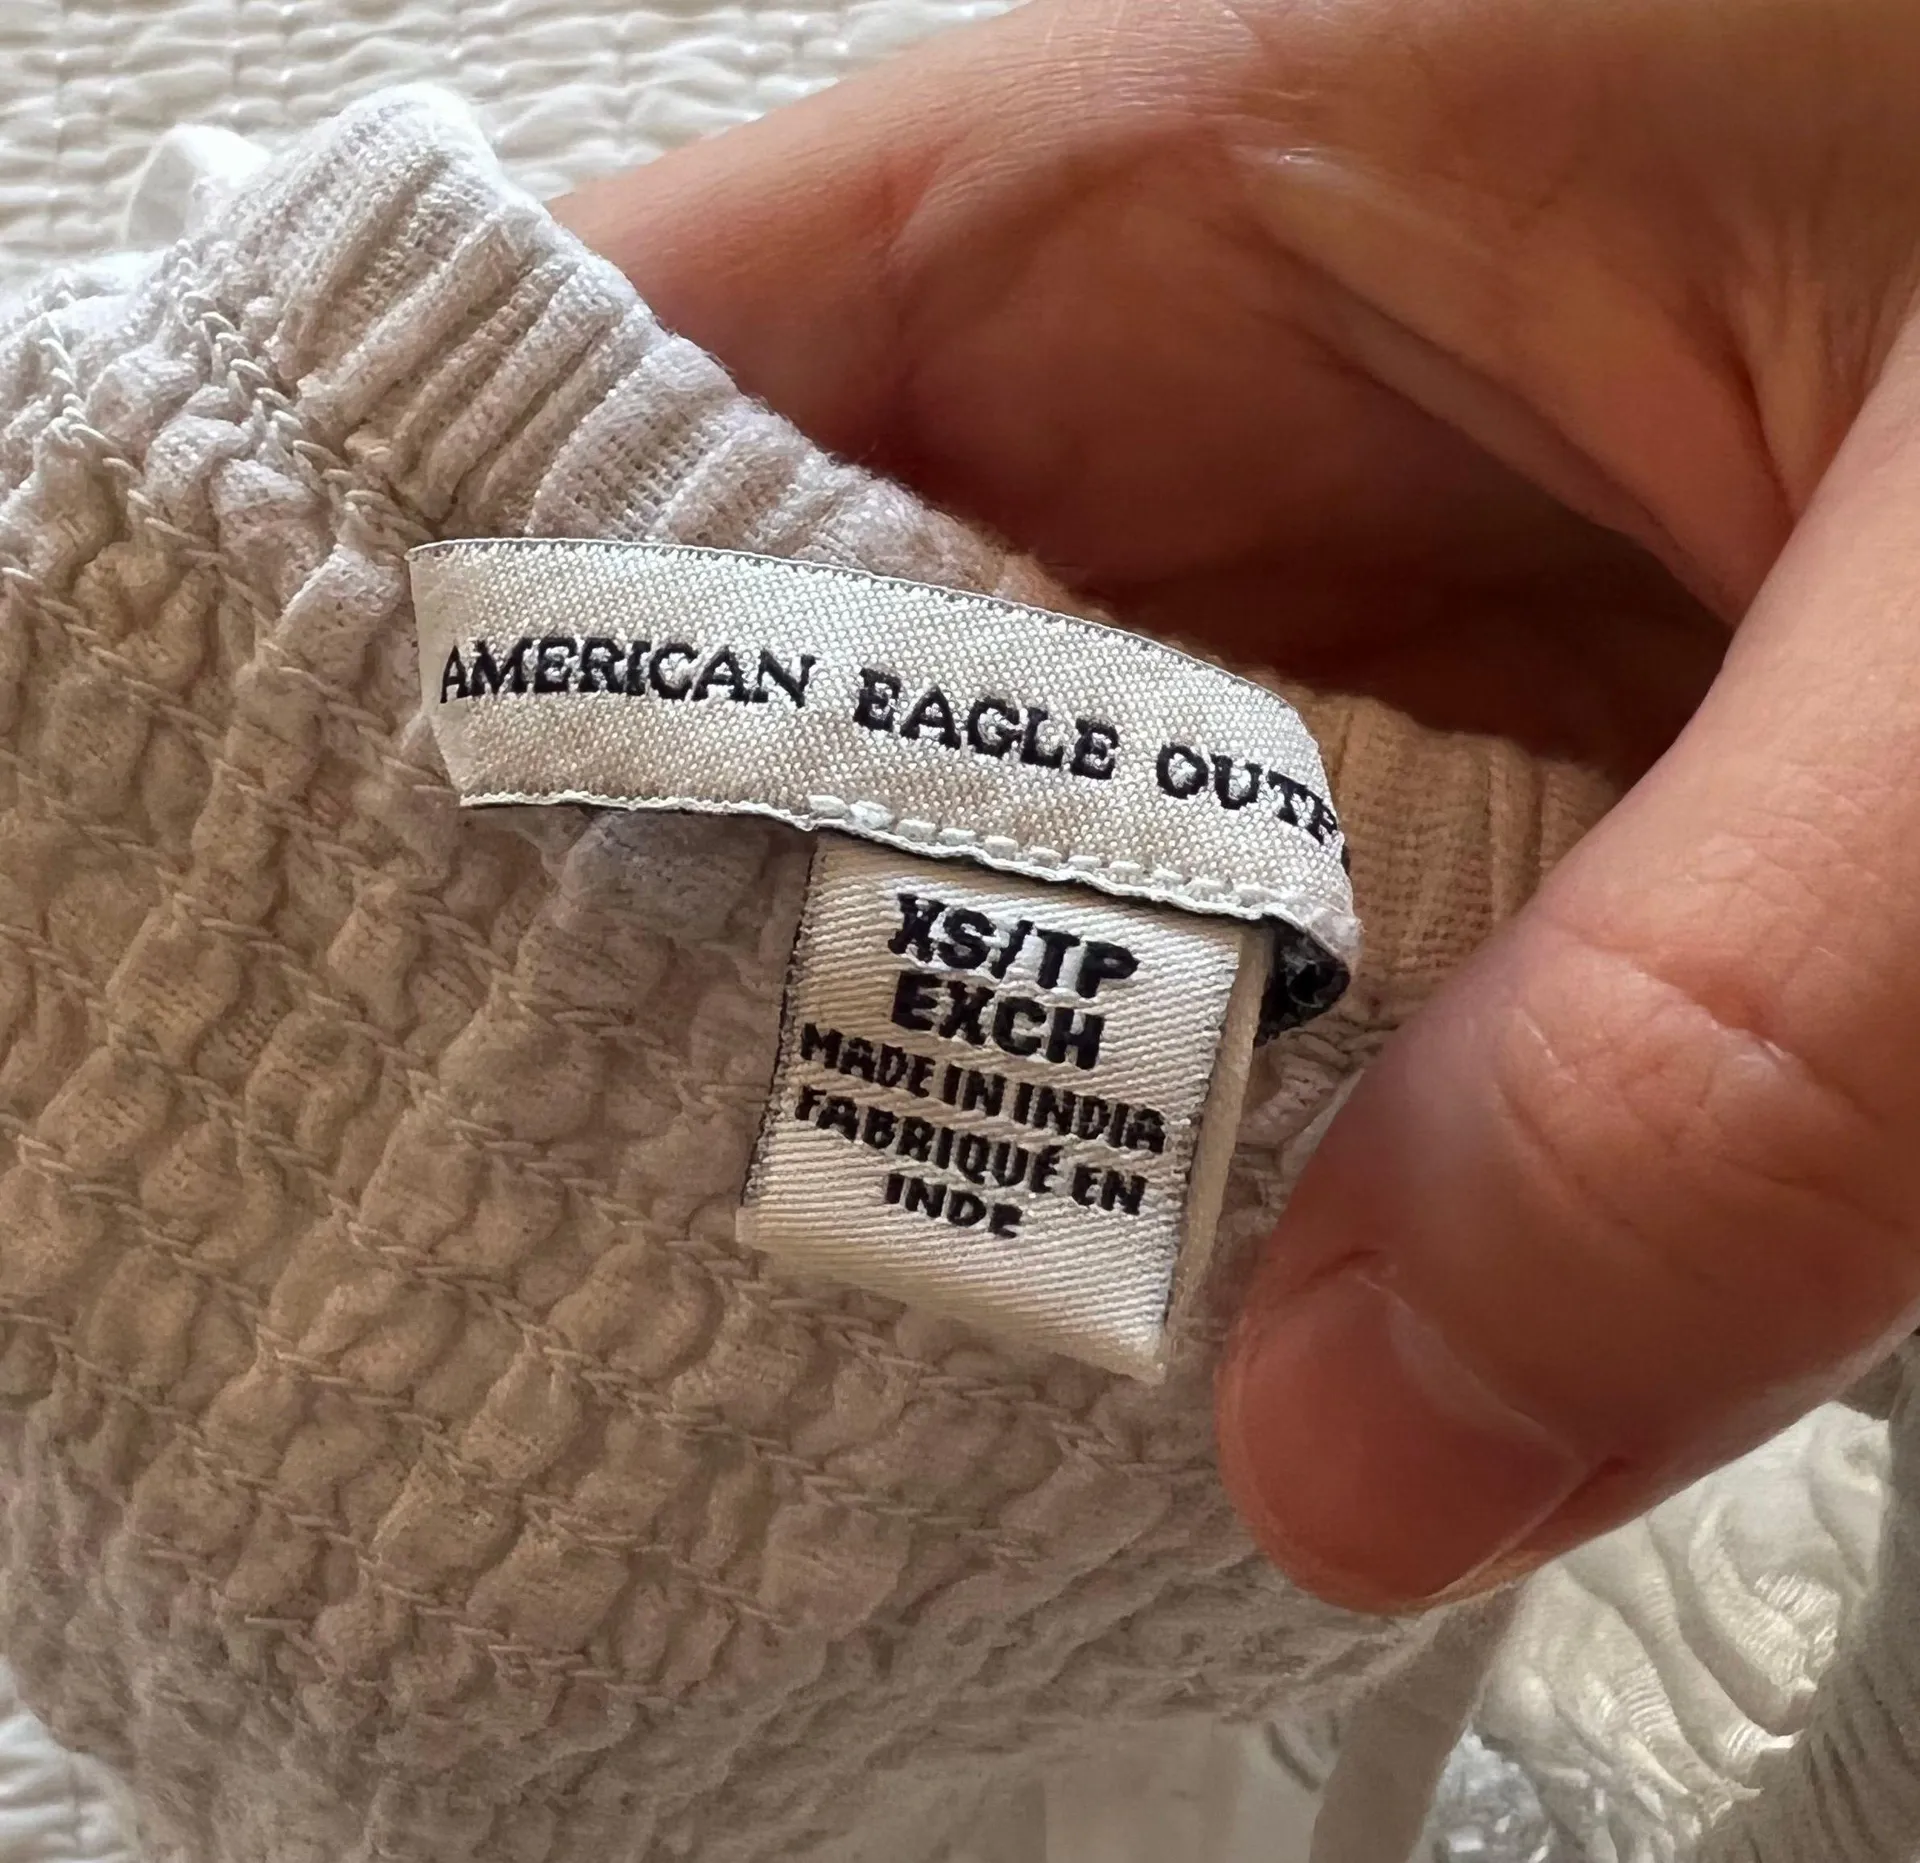 AMERICAN EAGLE OUTF
XS/TP
EXCH
MADE IN INDIA
FABRIQUÉ EN
INDE